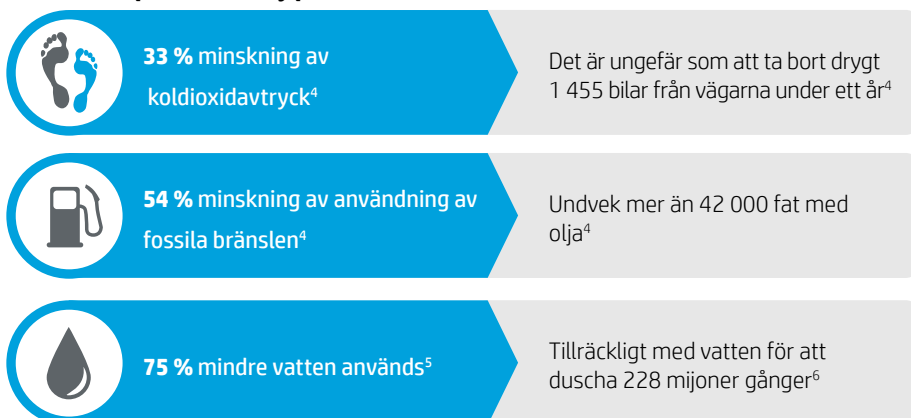 33 % minskning av
koldioxidavtryck⁴
Det är ungefär som att ta bort drygt
1 455 bilar från vägarna under ett år⁴
54 % minskning av användning av
fossila bränslen⁴
Undvek mer än 42 000 fat med
olja⁴
75 % mindre vatten används⁵
Tillräckligt med vatten för att
duscha 228 mijoner gånger⁶